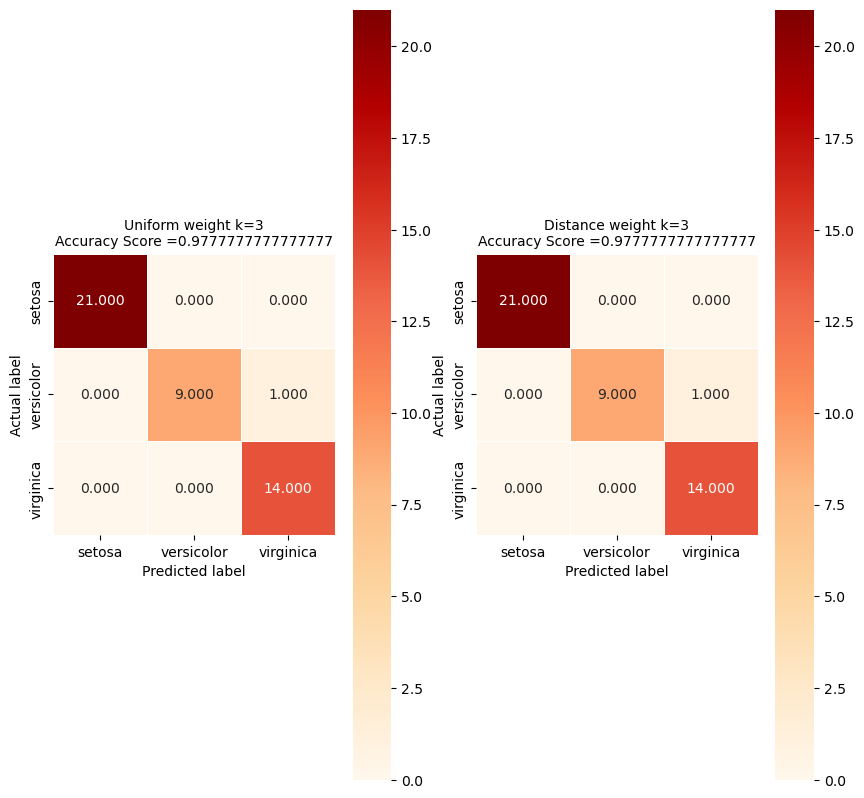 Uniform weight k=3
Accuracy Score =0.9777777777777777
setosa
versicolor
virginica
Actual label
21.000 0.000 0.000
0.000 9.000 1.000
0.000 0.000 14.000
setosa versicolor virginica
Predicted label
20.0
17.5
15.0
12.5
10.0
7.5
5.0
2.5
0.0
Distance weight k=3
Accuracy Score =0.9777777777777777
setosa
versicolor
virginica
Actual label
21.000 0.000 0.000
0.000 9.000 1.000
0.000 0.000 14.000
setosa versicolor virginica
Predicted label
20.0
17.5
15.0
12.5
10.0
7.5
5.0
2.5
0.0